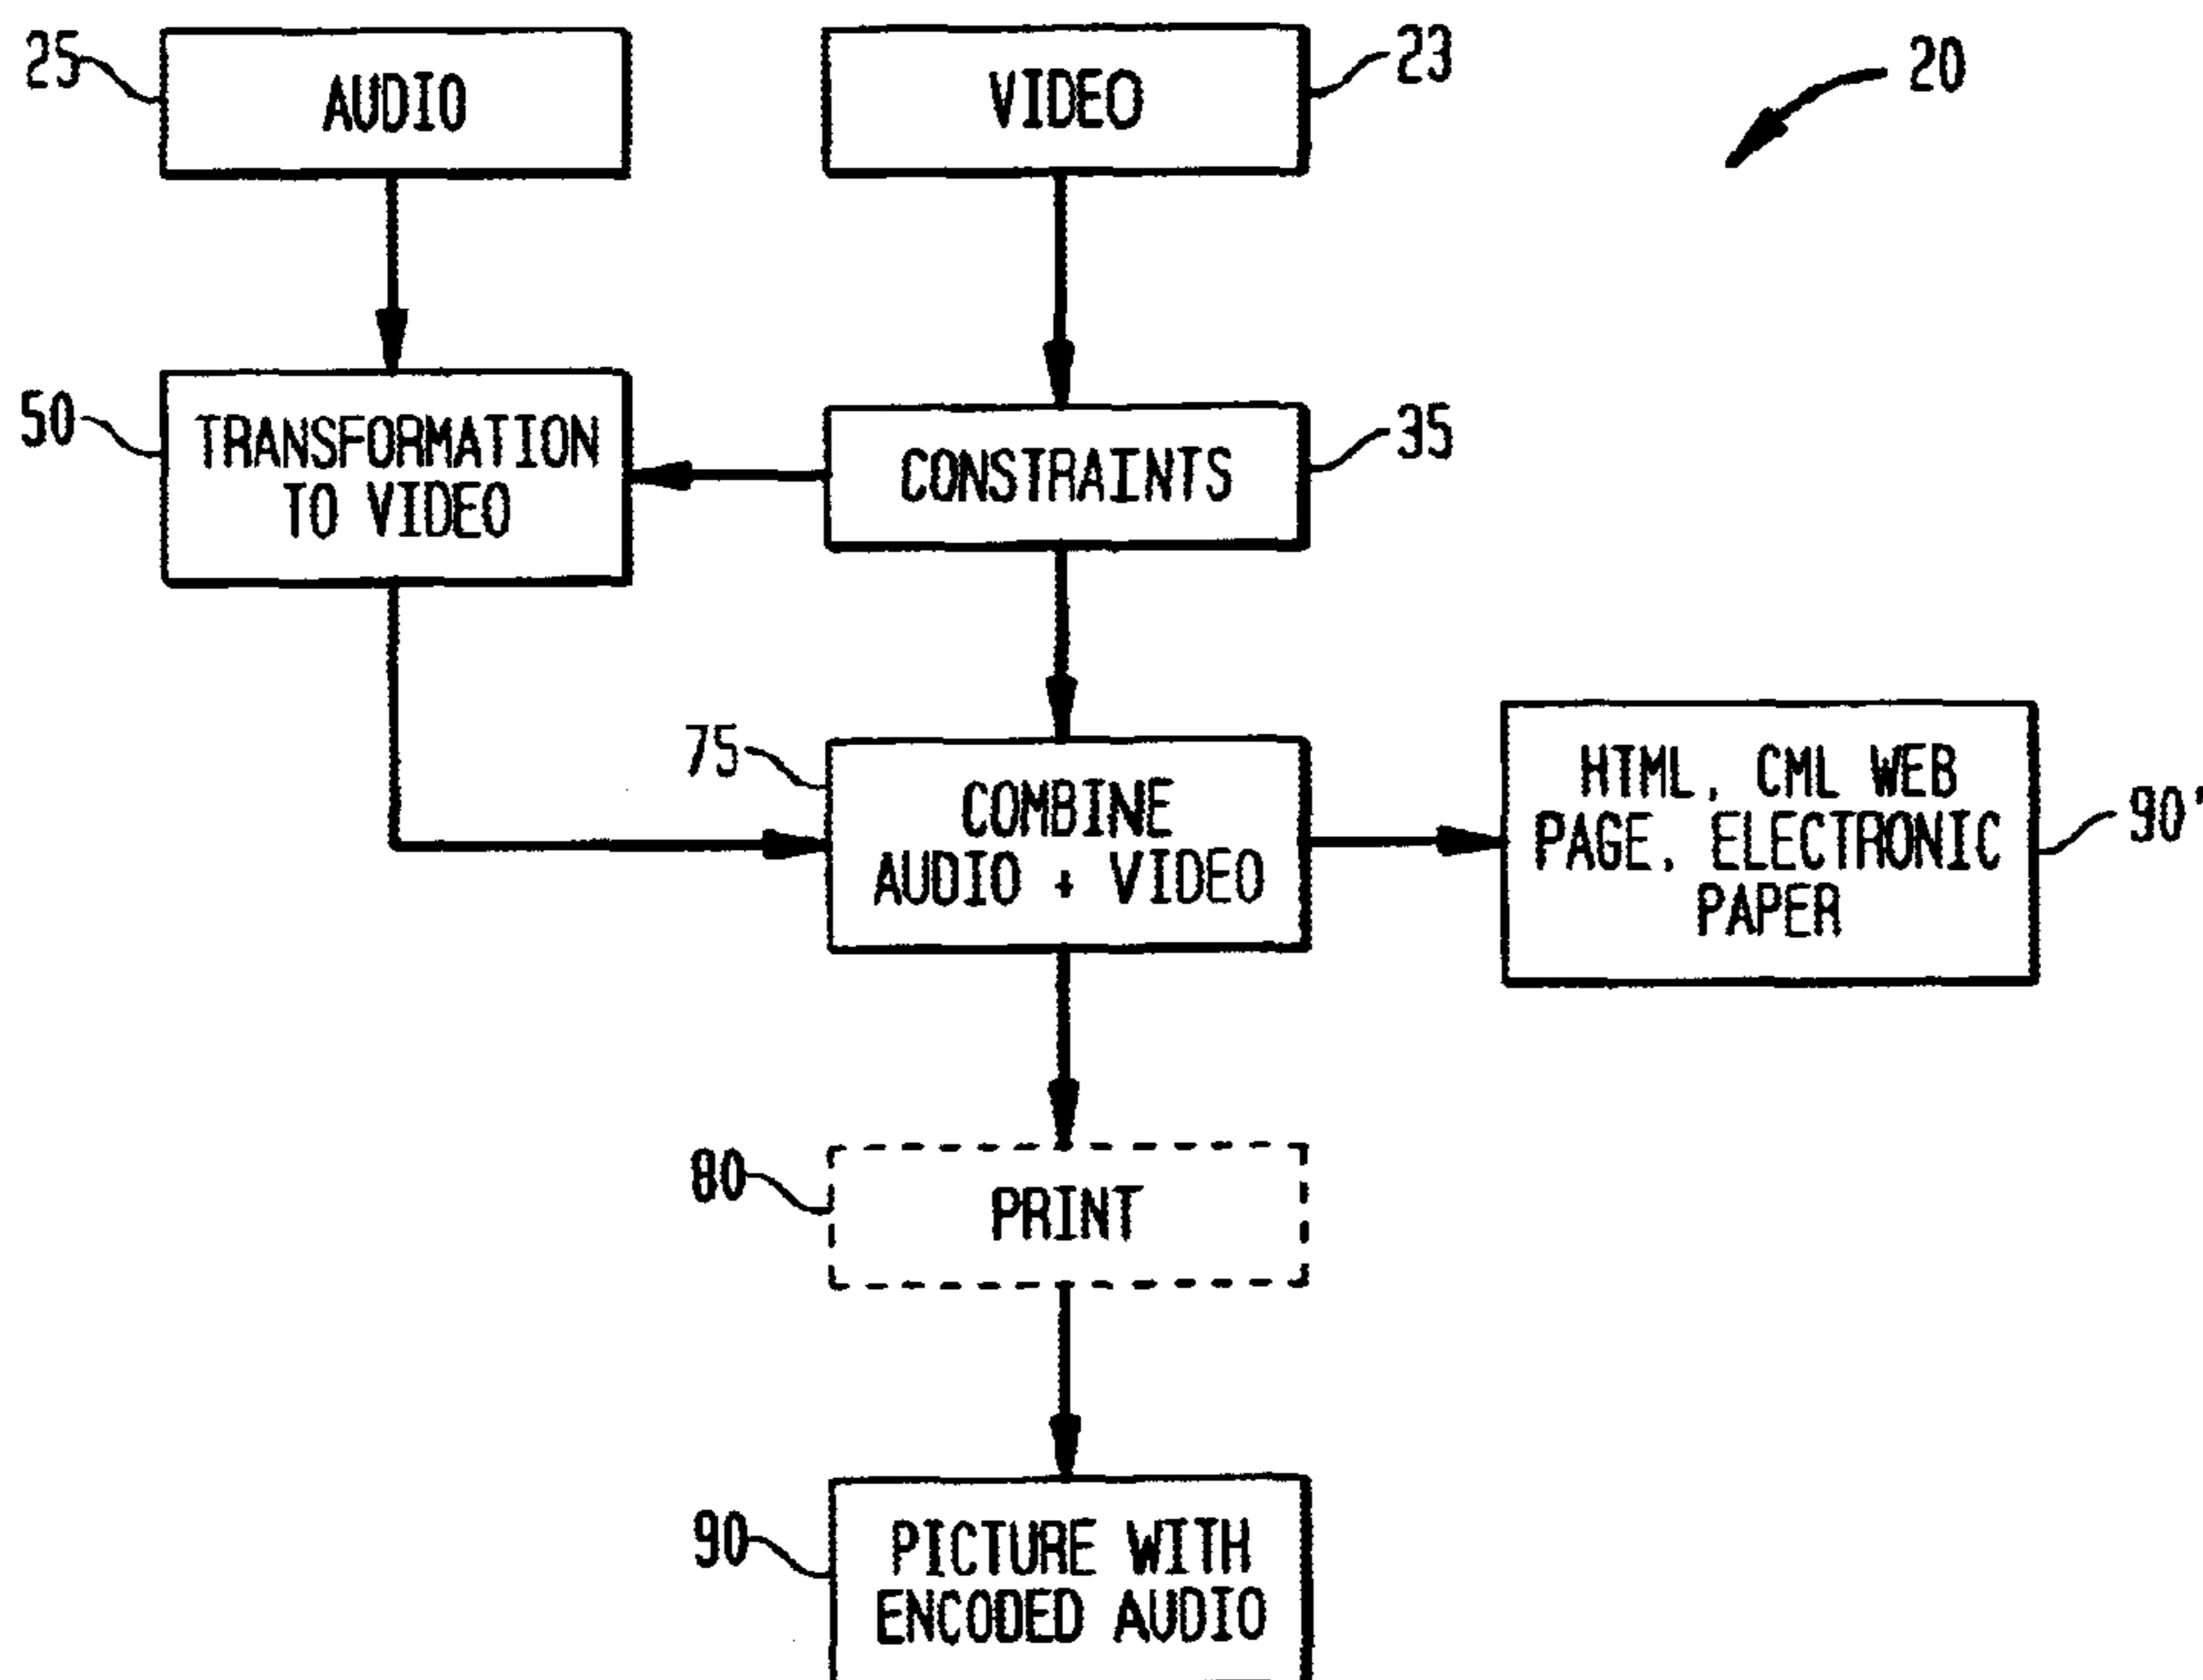 25
AUDIO
VIDEO
23
20
50
TRANSFORMATION
TO VIDEO
CONSTRAINTS
35
75
COMBINE
AUDIO + VIDEO
HTML, CML WEB
PAGE, ELECTRONIC
PAPER
90'
80
PRINT
90
PICTURE WITH
ENCODED AUDIO